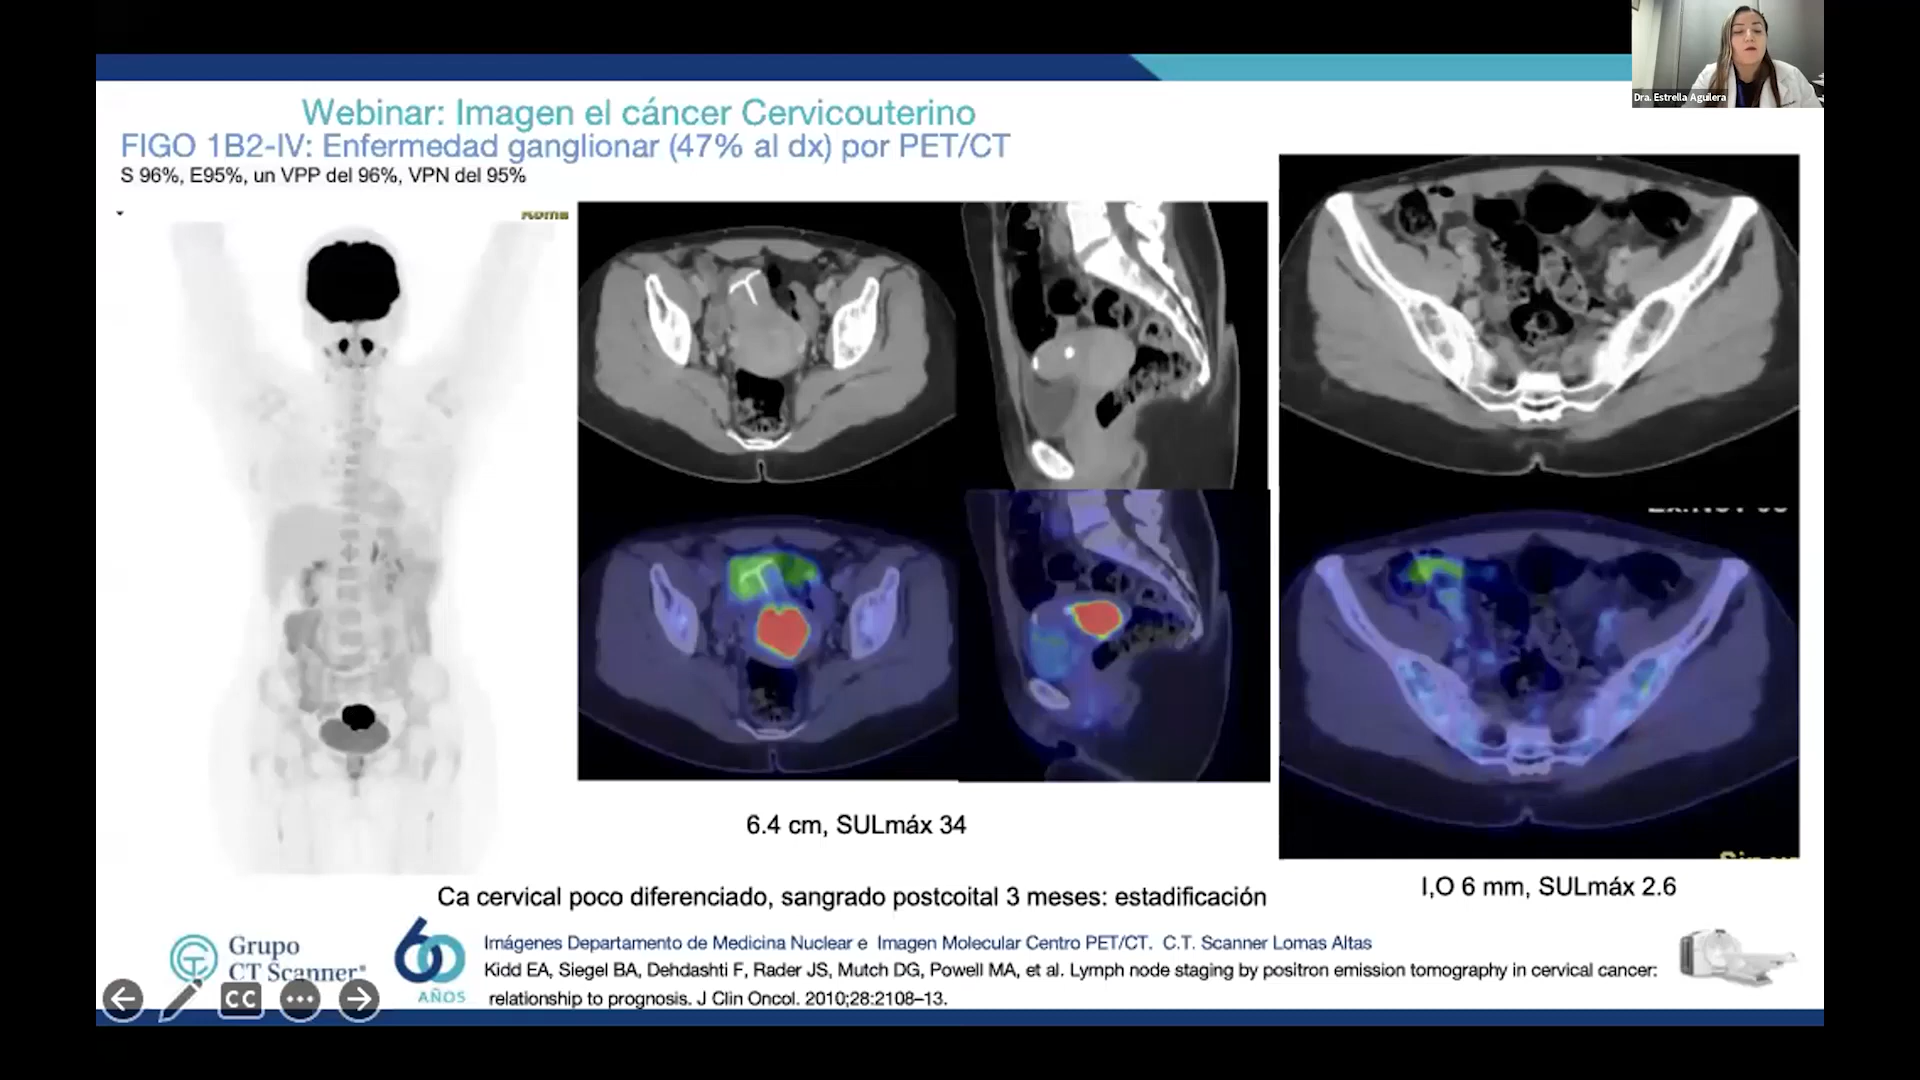 Dra. Estrella Aguilera
Webinar: Imagen el cáncer Cervicouterino
FIGO 1B2-IV: Enfermedad ganglionar (47% al dx) por PET/CT
S 96%, E95%, un VPP del 96%, VPN del 95%
6.4 cm, SULmáx 34
I,O 6 mm, SULmáx 2.6
Ca cervical poco diferenciado, sangrado postcoital 3 meses: estadificación
Grupo
CT Scanner®
60
AÑOS
Imágenes Departamento de Medicina Nuclear e Imagen Molecular Centro PET/CT. C.T. Scanner Lomas Altas
Kidd EA, Siegel BA, Dehdashti F, Rader JS, Mutch DG, Powell MA, et al. Lymph node staging by positron emission tomography in cervical cancer:
relationship to prognosis. J Clin Oncol. 2010;28:2108–13.
CC